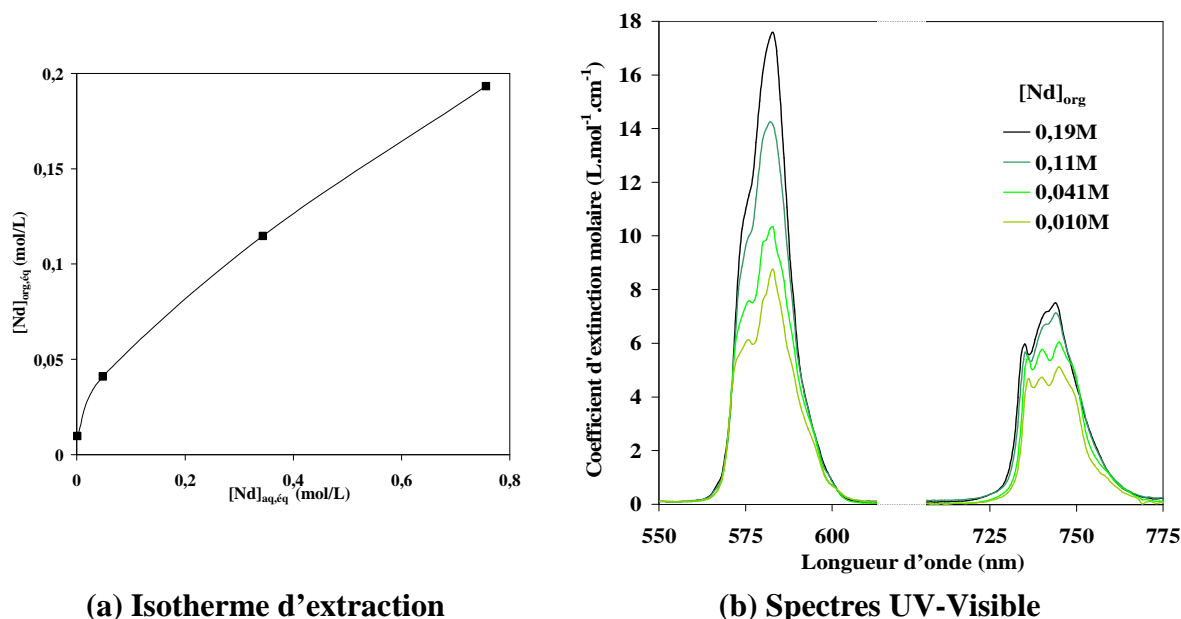 0,2
0,15
0,1
0,05
0
0
0,2
0,4
0,6
0,8
[Nd]org,éq (mol/L)
[Nd]aq,éq (mol/L)
(a) Isotherme d'extraction
18
16
14
12
10
8
6
4
2
0
550
575
600
725
750
775
Coefficient d'extinction molaire (L.mol-1.cm-1)
Longueur d'onde (nm)
[Nd]org
0,19M
0,11M
0,041M
0,010M
(b) Spectres UV-Visible